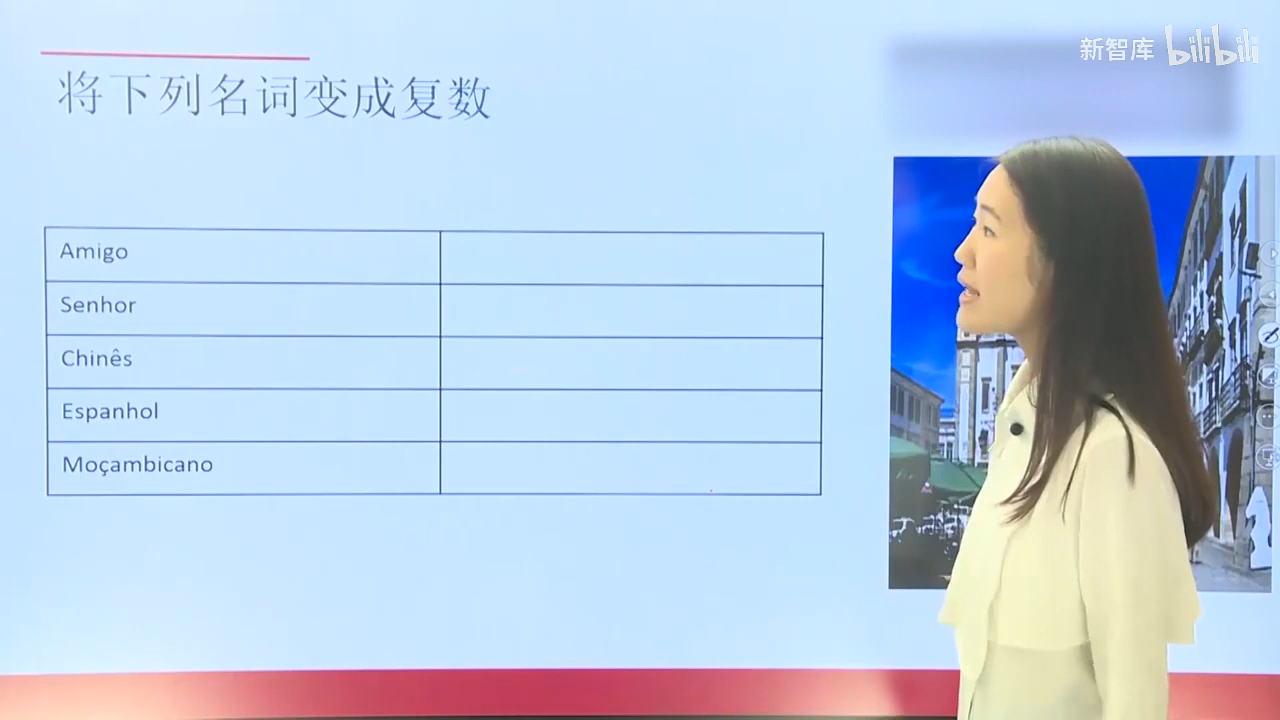 新智库 bilibili
将下列名词变成复数
Amigo
Senhor
Chinês
Espanhol
Moçambicano